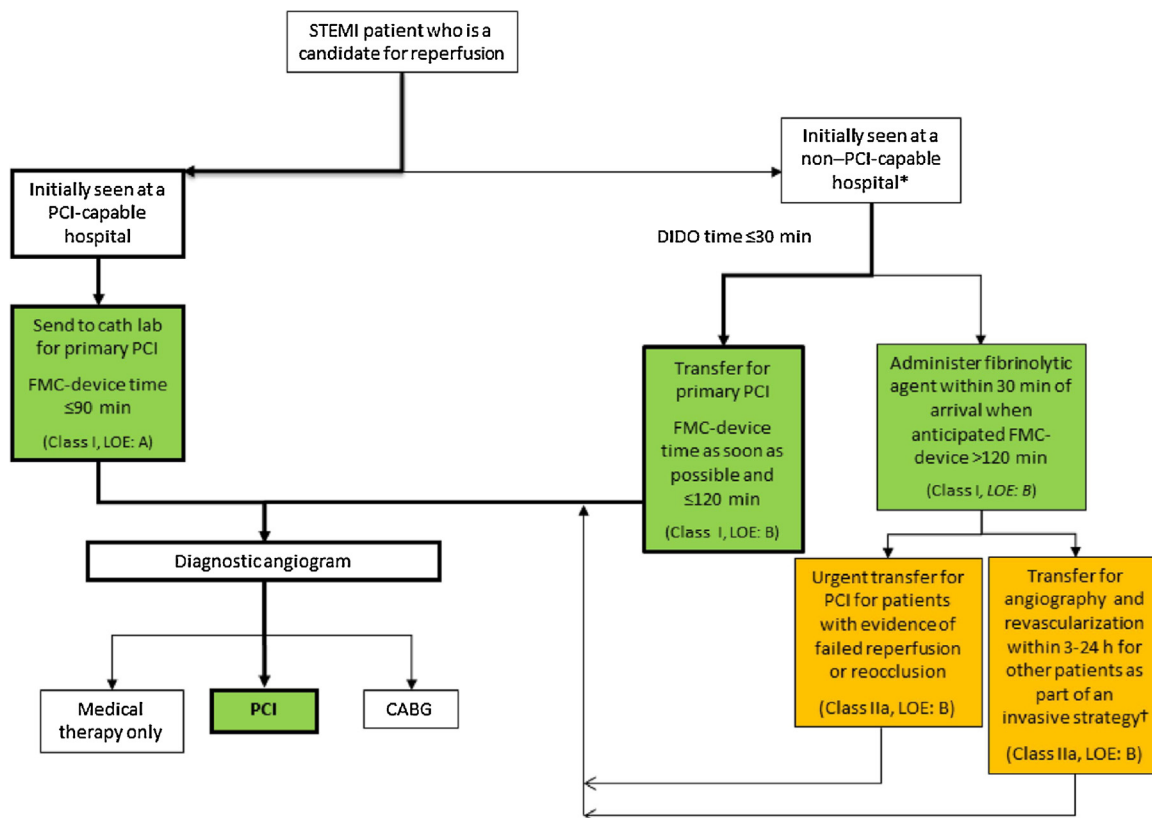 STEMI patient who is a
candidate for reperfusion
Initially seen at a
non–PCI-capable
hospital*
Initially seen at a
PCI-capable
hospital
DIDO time ≤30 min
Send to cath lab
for primary PCI
FMC-device time
≤90 min
(Class I, LOE: A)
Transfer for
primary PCI
FMC-device
time as soon as
possible and
≤120 min
(Class I, LOE: B)
Administer fibrinolytic
agent within 30 min of
arrival when
anticipated FMC-
device >120 min
(Class I, LOE: B)
Diagnostic angiogram
Urgent transfer for
PCI for patients
with evidence of
failed reperfusion
or reocclusion
(Class IIa, LOE: B)
Transfer for
angiography and
revascularization
within 3-24 h for
other patients as
part of an
invasive strategy†
(Class IIa, LOE: B)
Medical
therapy only
PCI
CABG